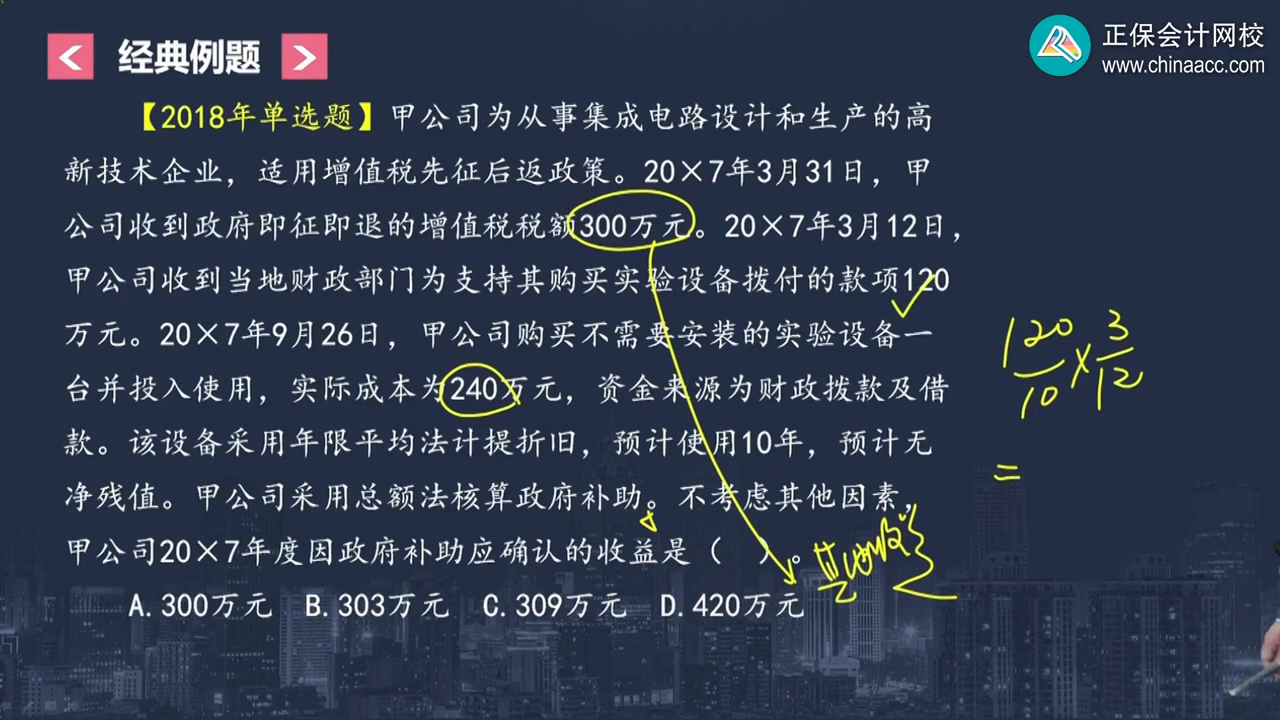 经典例题
正保会计网校
www.chinaacc.com
【2018年单选题】甲公司为从事集成电路设计和生产的高
新技术企业，适用增值税先征后返政策。20×7年3月31日，甲
公司收到政府即征即退的增值税税额300万元。20×7年3月12日，
甲公司收到当地财政部门为支持其购买实验设备拨付的款项120
万元。20×7年9月26日，甲公司购买不需要安装的实验设备一
台并投入使用，实际成本为240万元，资金来源为财政拨款及借
款。该设备采用年限平均法计提折旧，预计使用10年，预计无
净残值。甲公司采用总额法核算政府补助。不考虑其他因素，
甲公司20×7年度因政府补助应确认的收益是（ ）。
A. 300万元 B. 303万元 C. 309万元 D. 420万元
120/10×3/12
=